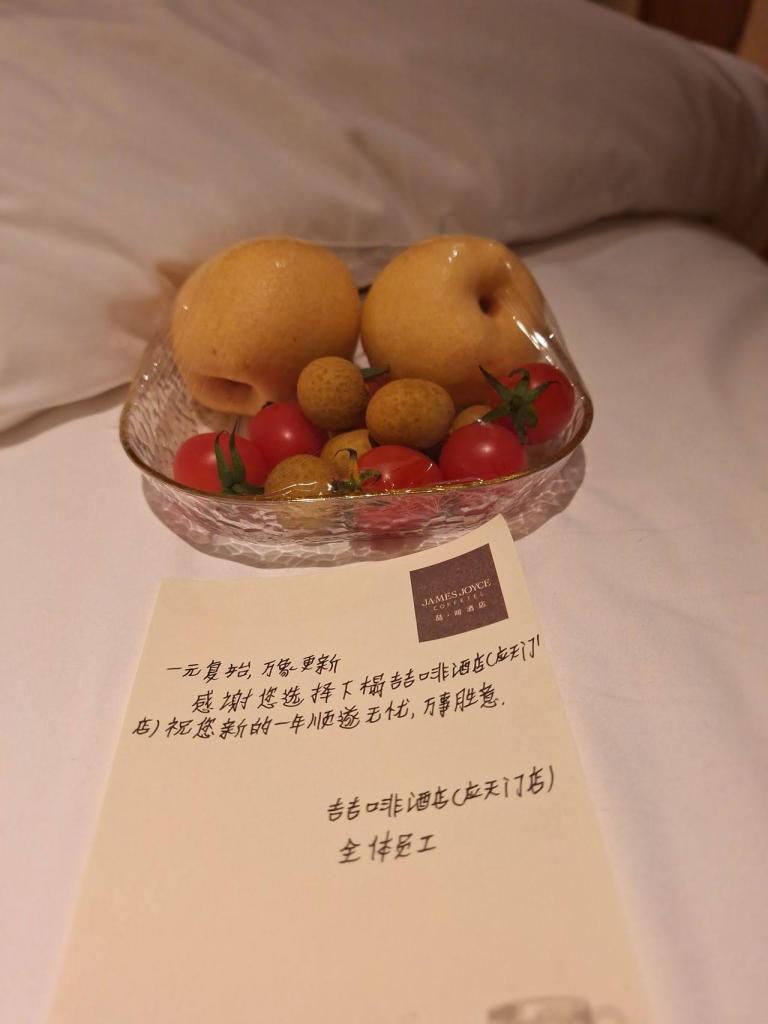 JAMES JOYCE
COFFETEL
喆·啡酒店
一元复始,万象更新
感谢您选择下榻喆啡酒店(应天门
店)祝您新的一年顺遂无忧,万事胜意.
喆啡酒店(应天门店)
全体员工